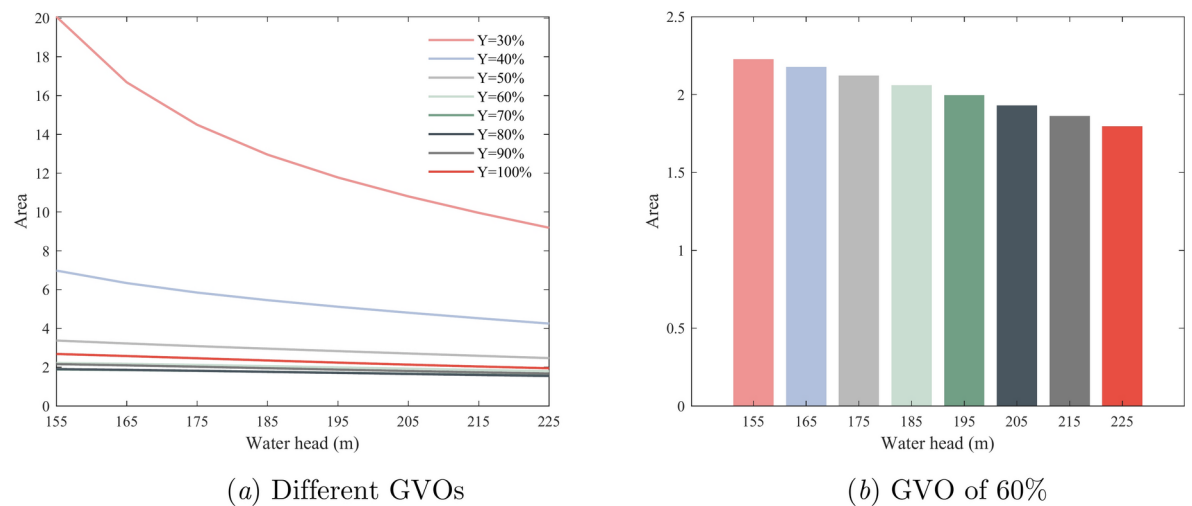 20
18
16
14
12
10
8
6
4
2
0
Area
Y=30%
Y=40%
Y=50%
Y=60%
Y=70%
Y=80%
Y=90%
Y=100%
155 165 175 185 195 205 215 225
Water head (m)
(a) Different GVOs
2.5
2
1.5
1
0.5
0
Area
155 165 175 185 195 205 215 225
Water head (m)
(b) GVO of 60%